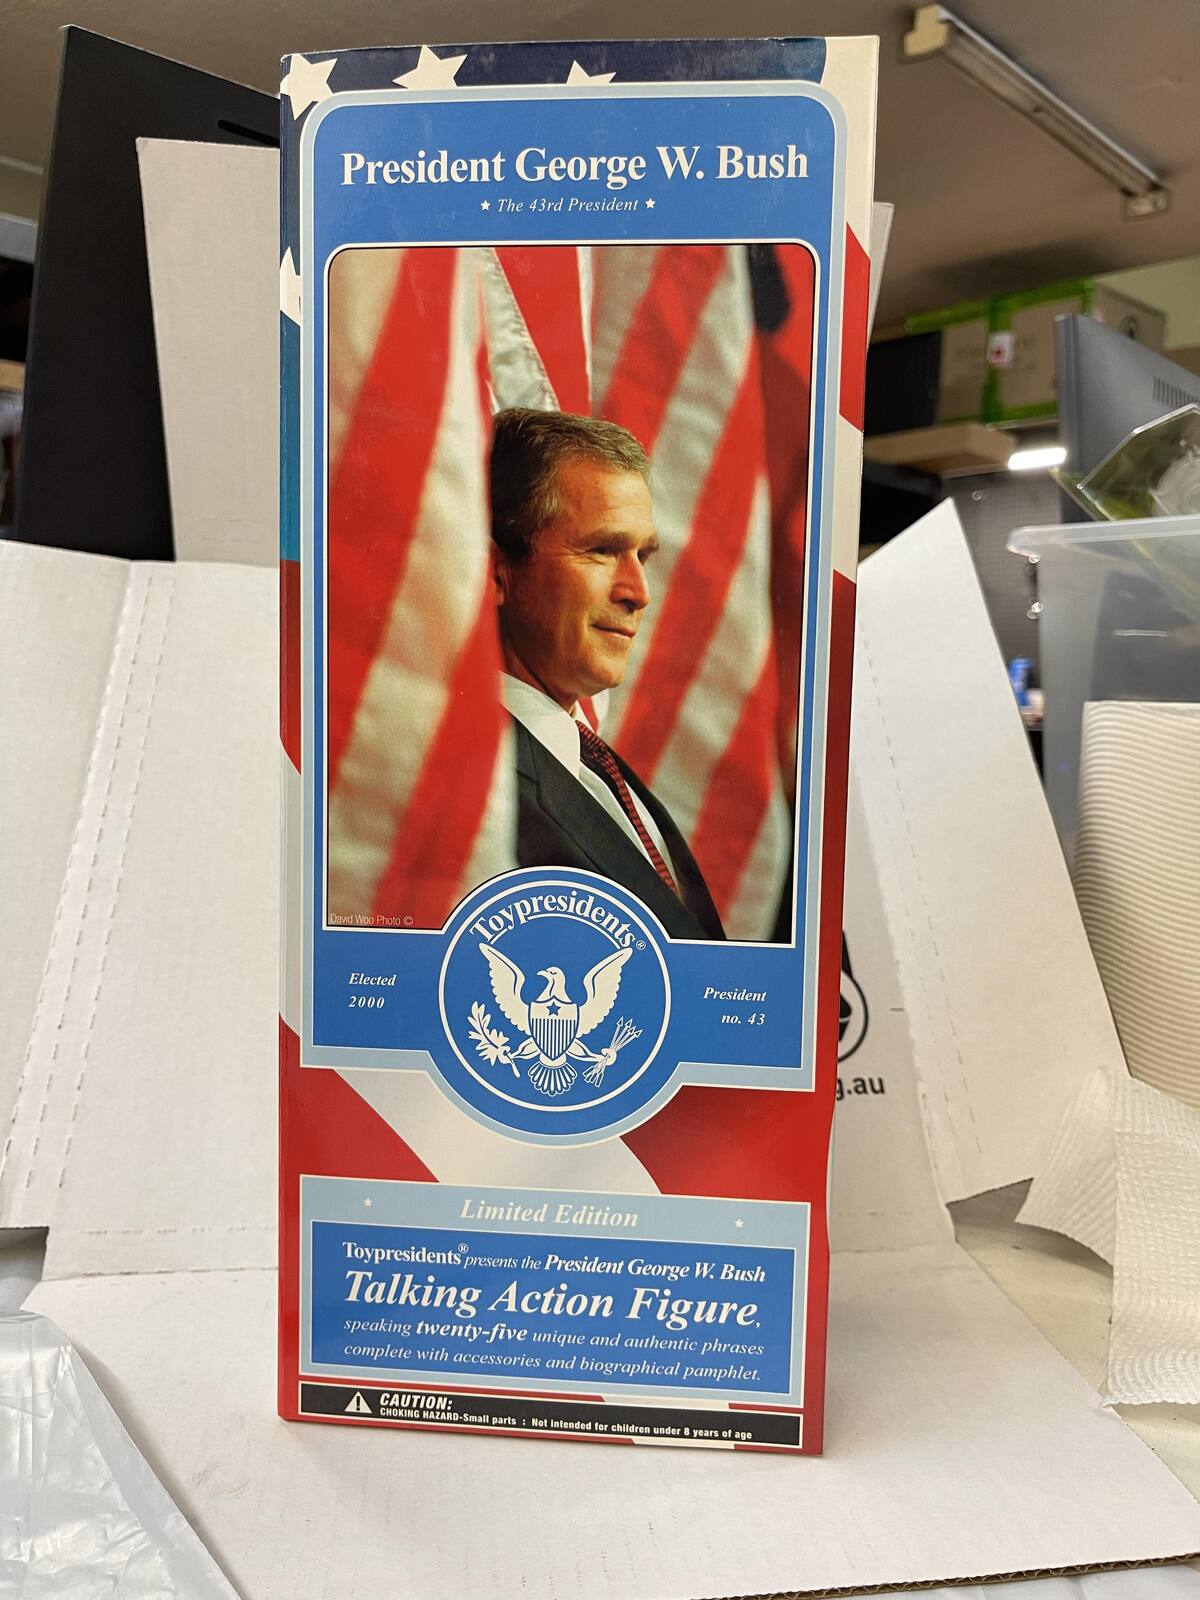 President George W. Bush
★ The 43rd President ★
David Woo Photo ©
Toypresidents®
Elected
2000
President
no. 43
g.au
Limited Edition
Toypresidents® presents the President George W. Bush
Talking Action Figure,
speaking twenty-five unique and authentic phrases
complete with accessories and biographical pamphlet.
CAUTION:
CHOKING HAZARD-Small parts : Not intended for children under 8 years of age